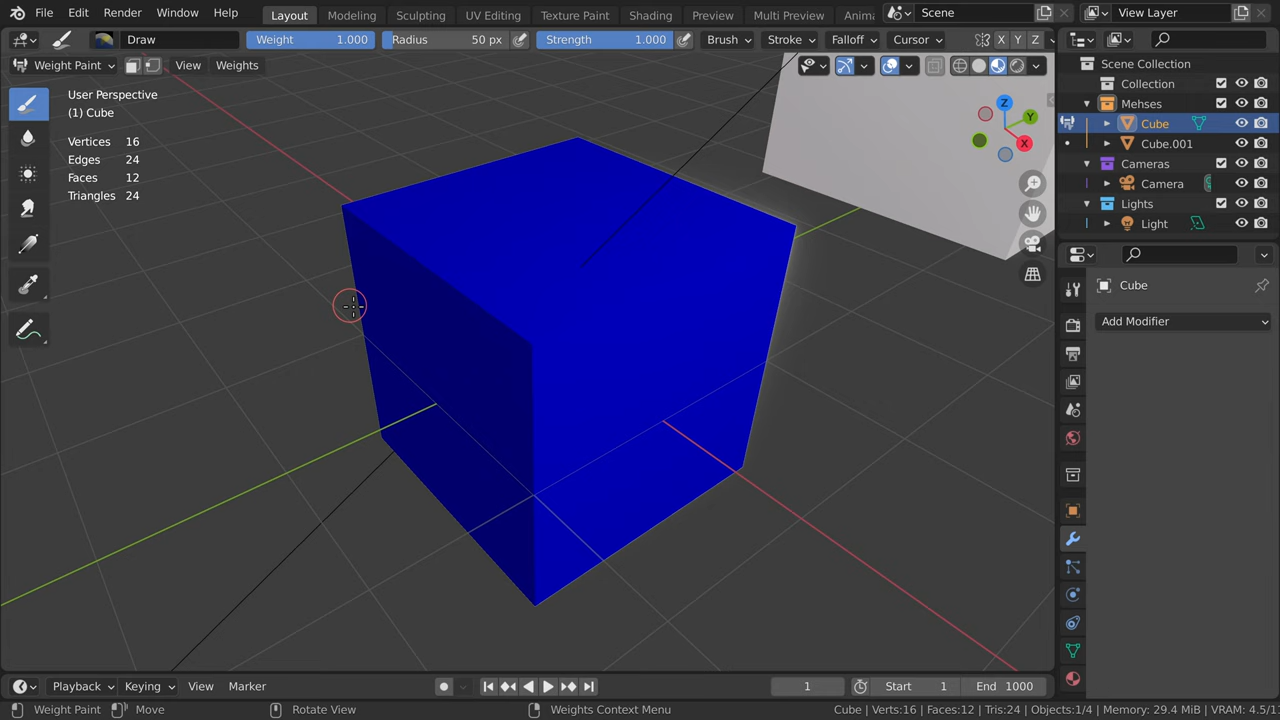 File Edit Render Window Help Layout Modeling Sculpting UV Editing Texture Paint Shading Preview Multi Preview Anima Scene View Layer
Draw Weight 1.000 Radius 50 px Strength 1.000 Brush Stroke Falloff Cursor X Y Z
Weight Paint View Weights
User Perspective
(1) Cube
Vertices 16
Edges 24
Faces 12
Triangles 24
Z
Y
X
Scene Collection
Collection
Mehses
Cube
Cube.001
Cameras
Camera
Lights
Light
Cube
Add Modifier
Playback Keying View Marker 1 Start 1 End 1000
Weight Paint Move Rotate View Weights Context Menu Cube | Verts:16 | Faces:12 | Tris:24 | Objects:1/4 | Memory: 29.4 MiB | VRAM: 4.5/1